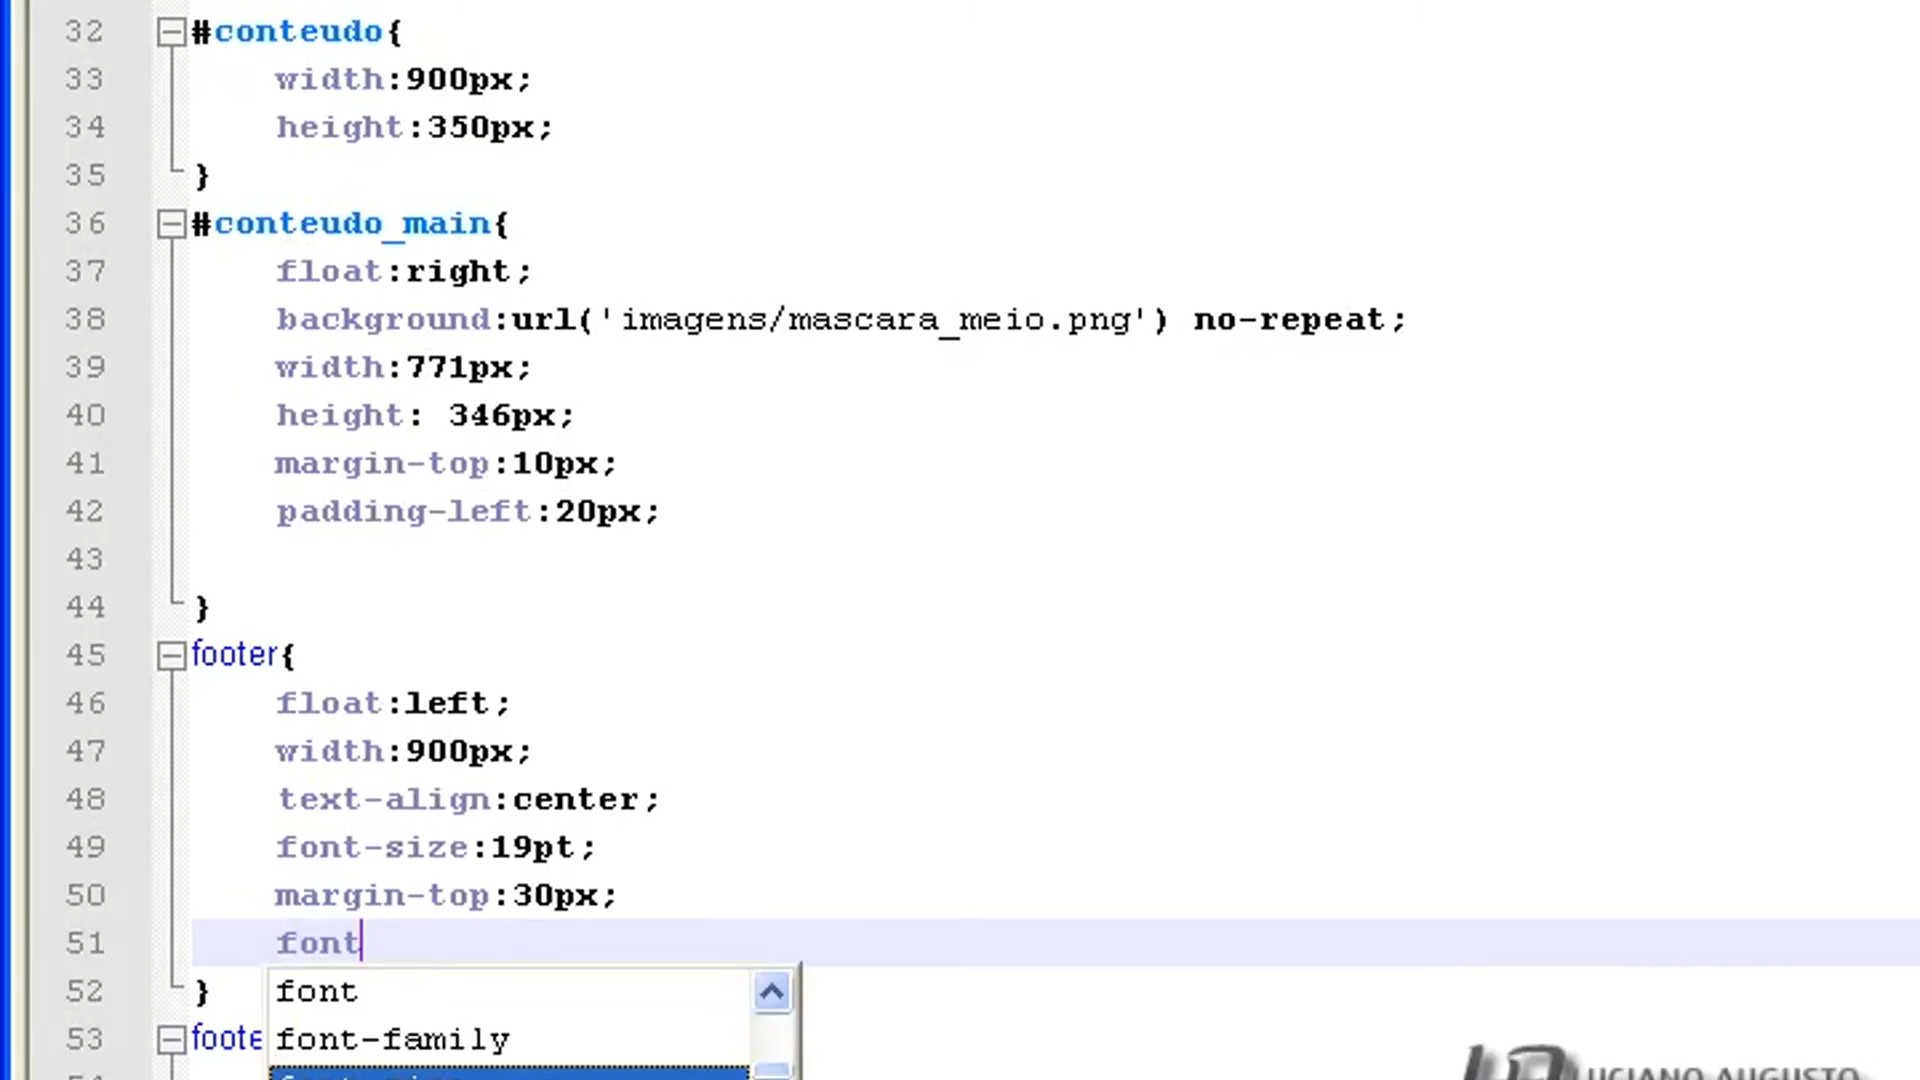 32 #conteudo{
33 width:900px;
34 height:350px;
35 }
36 #conteudo_main{
37 float:right;
38 background:url('imagens/mascara_meio.png') no-repeat;
39 width:771px;
40 height: 346px;
41 margin-top:10px;
42 padding-left:20px;
43
44 }
45 footer{
46 float:left;
47 width:900px;
48 text-align:center;
49 font-size:19pt;
50 margin-top:30px;
51 font
52 } font
53 foote font-family
LUCIANO AUGUSTO